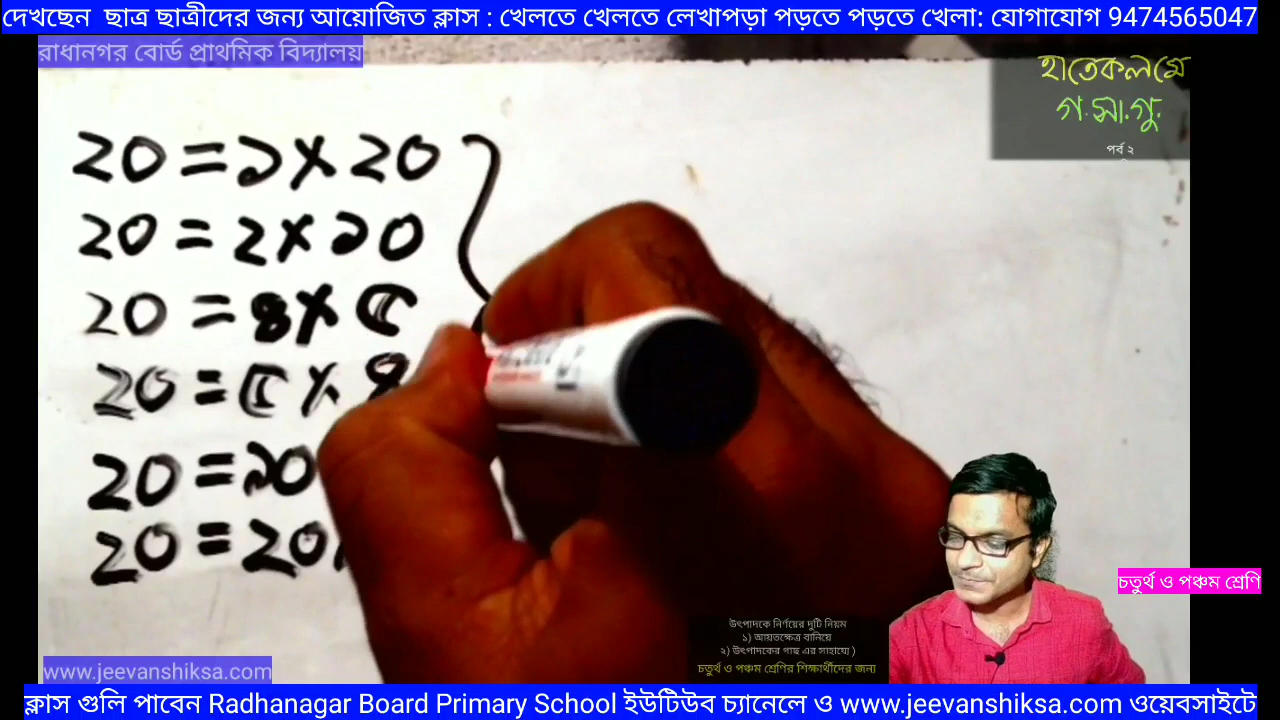 দেখছেন ছাত্র ছাত্রীদের জন্য আয়োজিত ক্লাস : খেলতে খেলতে লেখাপড়া পড়তে পড়তে খেলা: যোগাযোগ 9474565047
রাধানগর বোর্ড প্রাথমিক বিদ্যালয়
হাতেকলমে
গ.সা.গু.
পর্ব ২
২০ = ১ X ২০
২০ = ২ X ১০
২০ = ৪ X ৫
২০ = ৫ X ৪
২০ = ১০
২০ = ২০
চতুর্থ ও পঞ্চম শ্রেণি
উৎপাদকে নির্ণয়ের দুটি নিয়ম
১) আয়তক্ষেত্র বানিয়ে
২) উৎপাদকের গাছ এর সাহায্যে )
চতুর্থ ও পঞ্চম শ্রেণির শিক্ষার্থীদের জন্য
www.jeevanshiksa.com
ক্লাস গুলি পাবেন Radhanagar Board Primary School ইউটিউব চ্যানেলে ও www.jeevanshiksa.com ওয়েবসাইটে